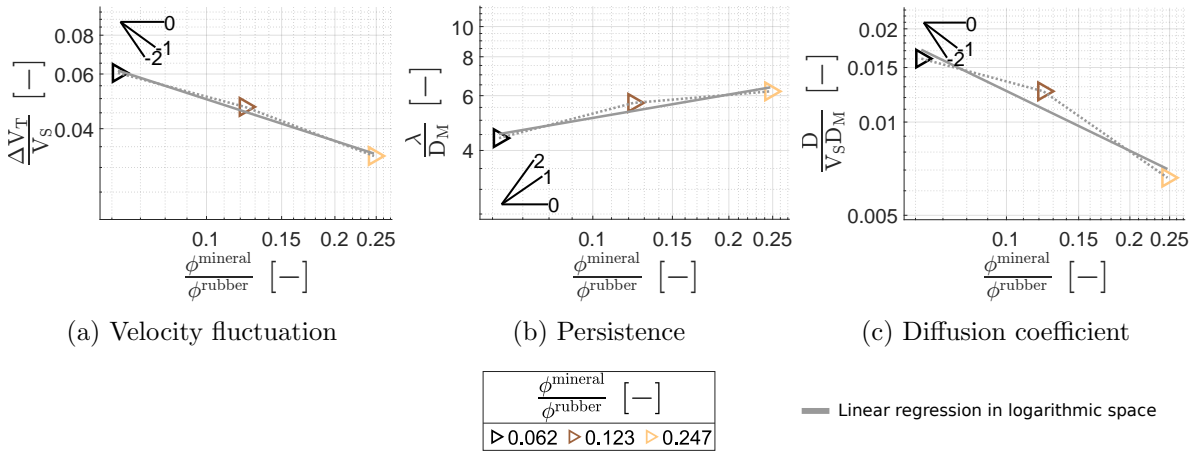 0.08
0.06
0.04
ΔV_T
V_S
[—]
0
-1
-2
0.1
0.15
0.2
0.25
ϕ^mineral
ϕ^rubber
[—]
(a) Velocity fluctuation
10
8
6
4
λ
D_M
[—]
2
1
0
0.1
0.15
0.2
0.25
ϕ^mineral
ϕ^rubber
[—]
(b) Persistence
0.02
0.015
0.01
0.005
D
V_S D_M
[—]
0
-1
-2
0.1
0.15
0.2
0.25
ϕ^mineral
ϕ^rubber
[—]
(c) Diffusion coefficient
ϕ^mineral
ϕ^rubber
[—]
0.062 0.123 0.247
Linear regression in logarithmic space